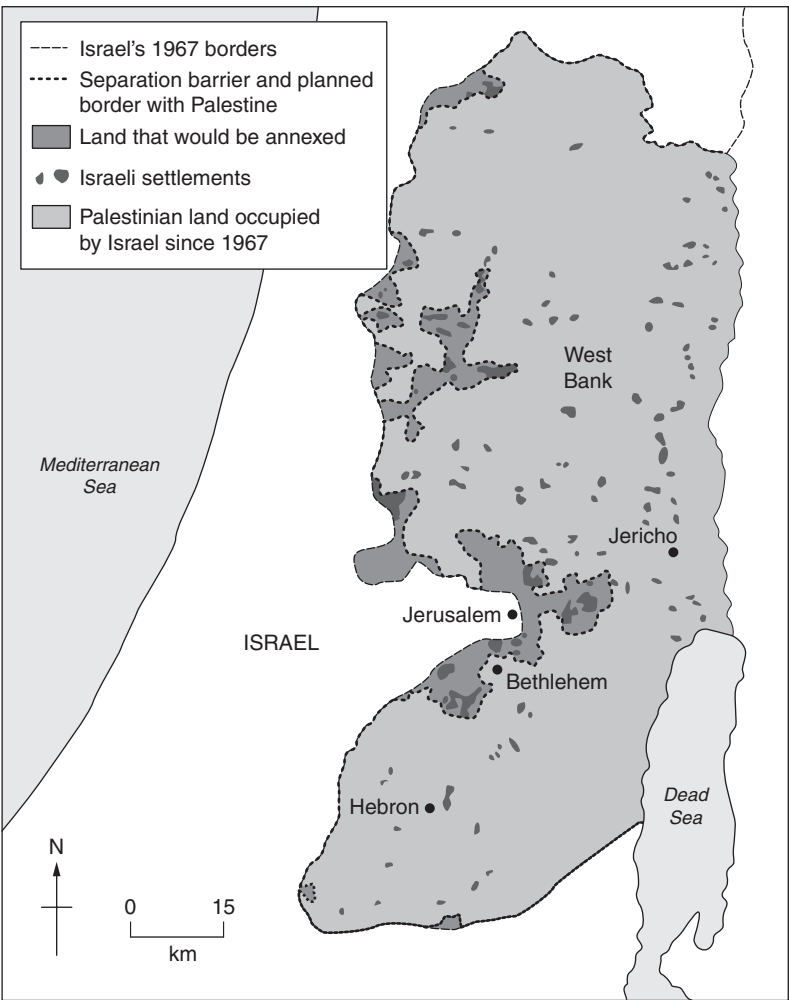 Israel's 1967 borders
Separation barrier and planned
border with Palestine
Land that would be annexed
Israeli settlements
Palestinian land occupied
by Israel since 1967
West
Bank
Mediterranean
Sea
Jericho
Jerusalem
ISRAEL
Bethlehem
Hebron
Dead
Sea
N
0 15
km